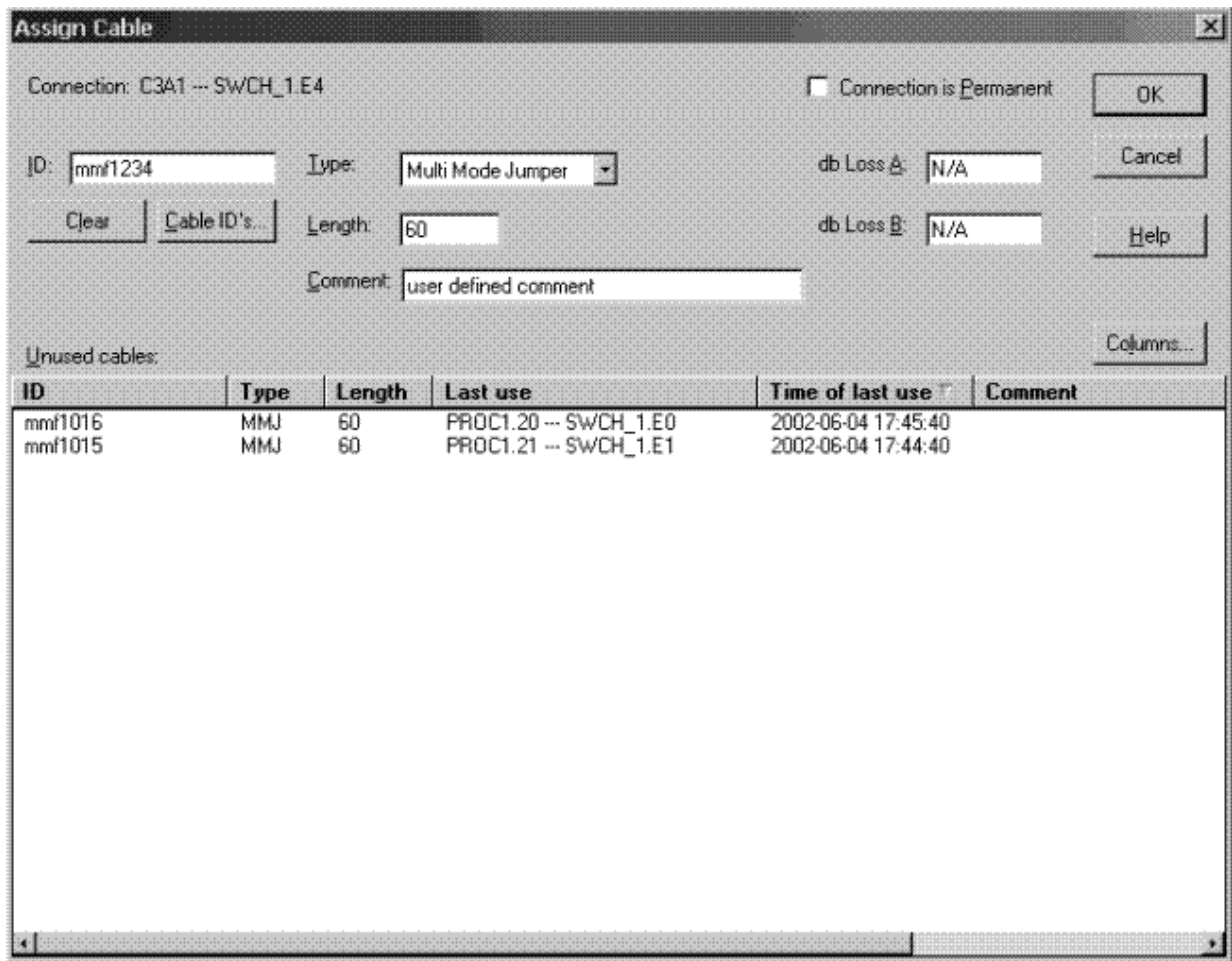 Assign Cable
Connection: C3A1 --- SWCH_1.E4
Connection is Permanent
OK
ID: mmf1234
Type: Multi Mode Jumper
db Loss A: N/A
Cancel
Clear
Cable ID's...
Length: 60
db Loss B: N/A
Help
Comment: user defined comment
Unused cables:
Columns...
ID Type Length Last use Time of last use Comment
mmf1016 MMJ 60 PROC1.20 --- SWCH_1.E0 2002-06-04 17:45:40
mmf1015 MMJ 60 PROC1.21 --- SWCH_1.E1 2002-06-04 17:44:40